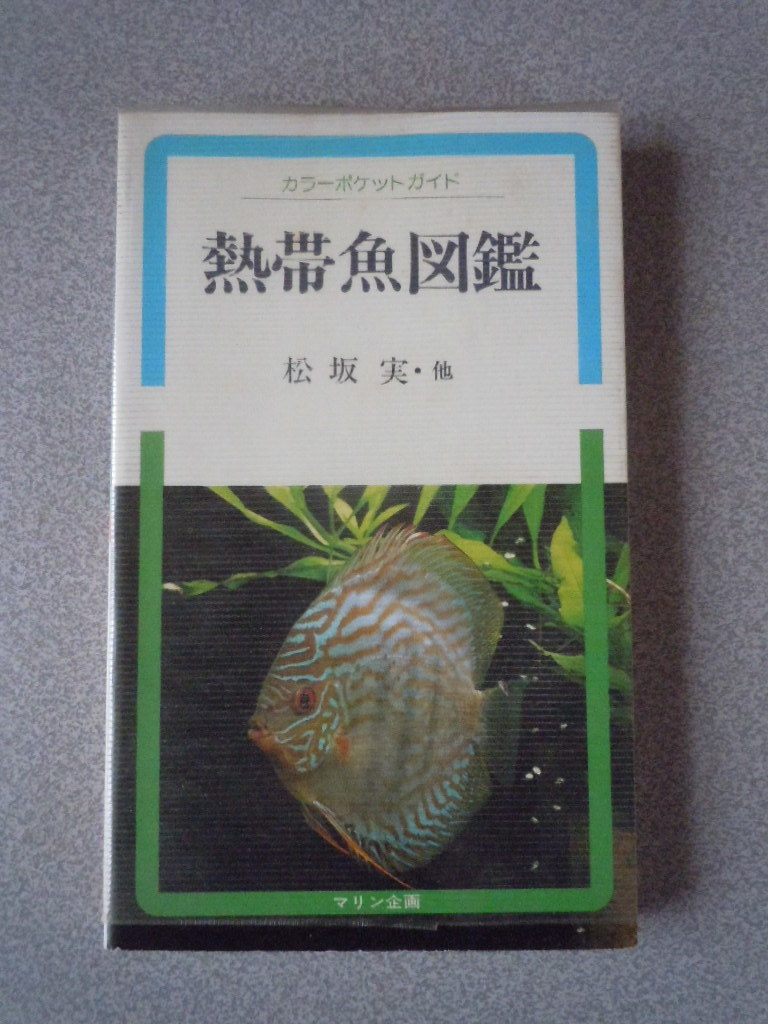 カラーポケットガイド
熱帯魚図鑑
松坂 実・他
マリン企画